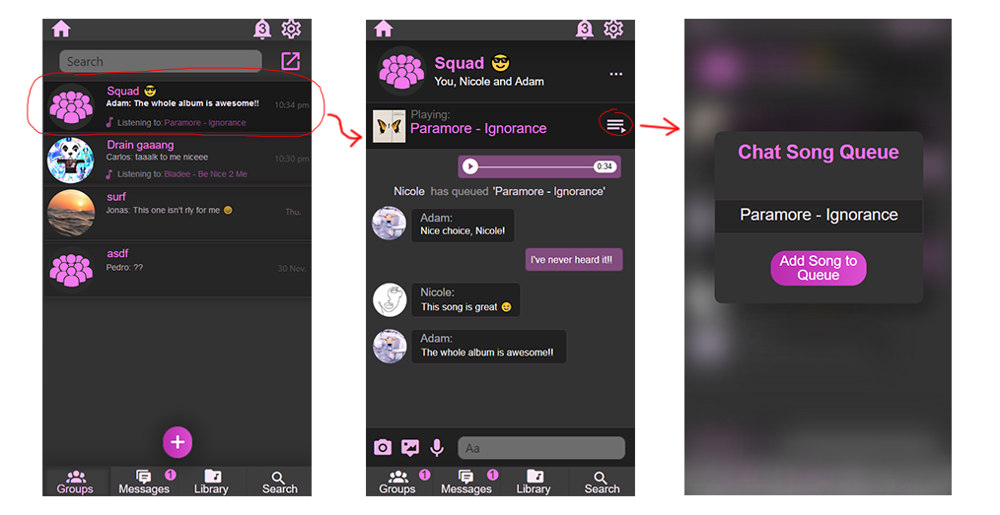 3
Search
Squad 😎
Adam: The whole album is awesome!!
10:34 pm
Listening to: Paramore - Ignorance
Drain gaaang
Carlos: taaalk to me niceee
10:30 pm
Listening to: Bladee - Be Nice 2 Me
surf
Jonas: This one isn't rly for me 😞
Thu.
asdf
Pedro: ??
30 Nov.
+
1
Groups Messages Library Search
3
Squad 😎
You, Nicole and Adam
...
Playing:
Paramore - Ignorance
0:34
Nicole has queued 'Paramore - Ignorance'
Adam:
Nice choice, Nicole!
I've never heard it!!
Nicole:
This song is great 😉
Adam:
The whole album is awesome!!
Aa
1 1
Groups Messages Library Search
Chat Song Queue
Paramore - Ignorance
Add Song to
Queue